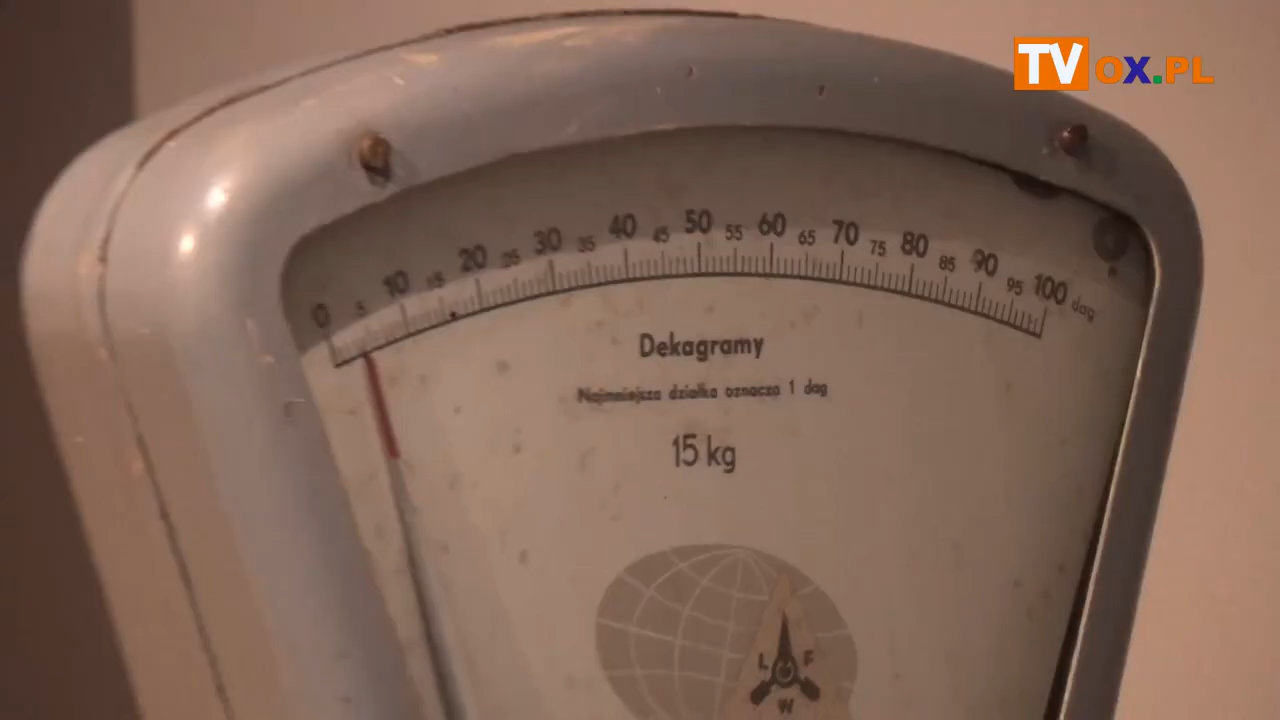 TVOX.PL
0 5 10 15 20 25 30 35 40 45 50 55 60 65 70 75 80 85 90 95 100 dag
Dekagramy
Najmniejsza działka oznacza 1 dag
15 kg
L F
W